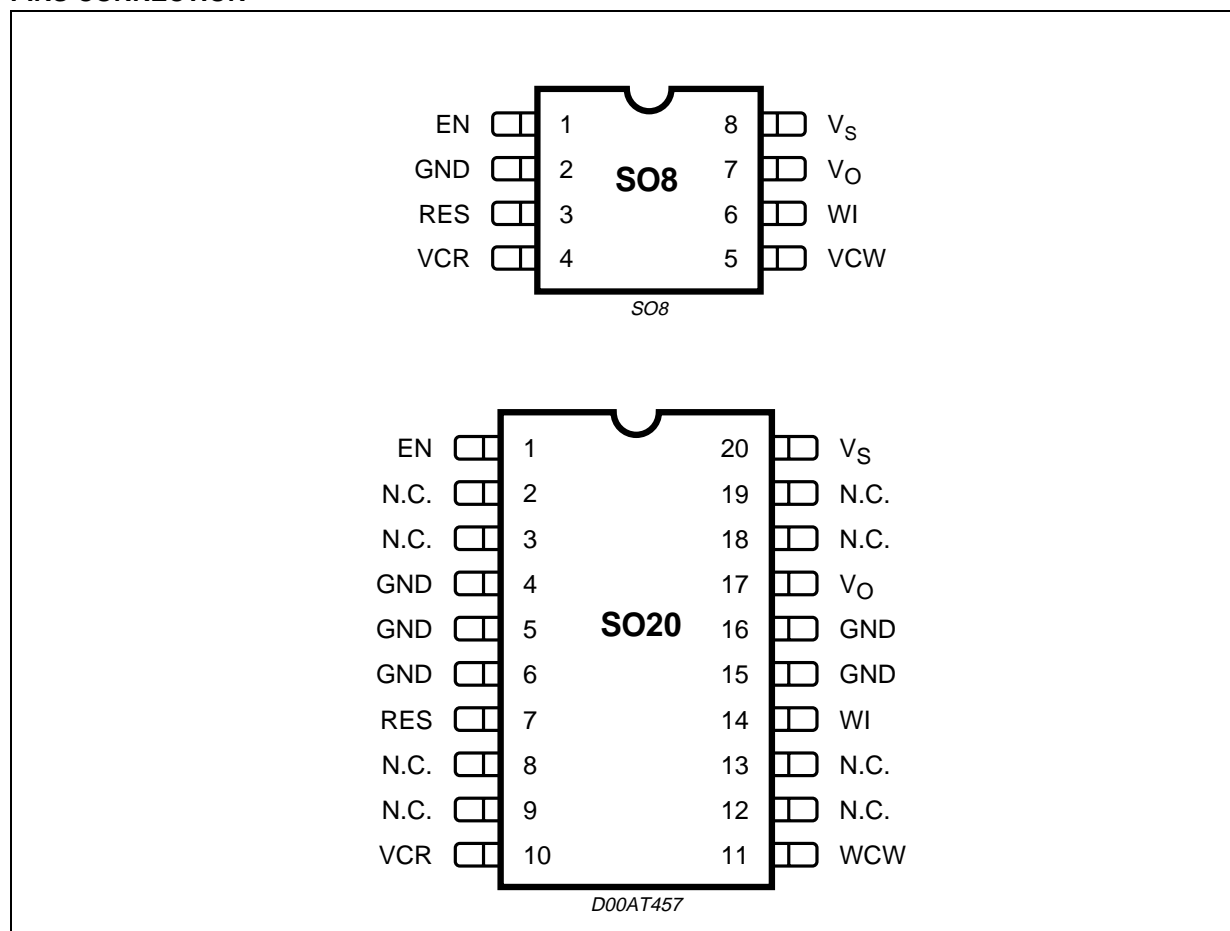 EN 1 8 VS
GND 2 SO8 7 VO
RES 3 6 WI
VCR 4 5 VCW
SO8
EN 1 20 VS
N.C. 2 19 N.C.
N.C. 3 18 N.C.
GND 4 17 VO
GND 5 SO20 16 GND
GND 6 15 GND
RES 7 14 WI
N.C. 8 13 N.C.
N.C. 9 12 N.C.
VCR 10 11 WCW
D00AT457